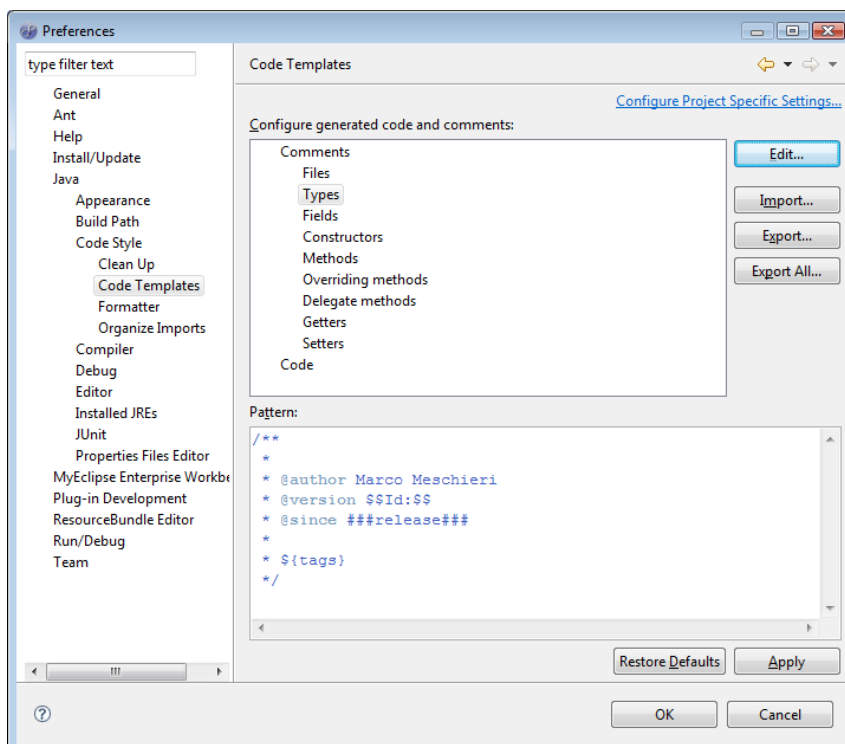 Preferences
type filter text
General
Ant
Help
Install/Update
Java
Appearance
Build Path
Code Style
Clean Up
Code Templates
Formatter
Organize Imports
Compiler
Debug
Editor
Installed JREs
JUnit
Properties Files Editor
MyEclipse Enterprise Workbe
Plug-in Development
ResourceBundle Editor
Run/Debug
Team
Code Templates
Configure Project Specific Settings...
Configure generated code and comments:
Comments
Files
Types
Fields
Constructors
Methods
Overriding methods
Delegate methods
Getters
Setters
Code
Edit...
Import...
Export...
Export All...
Pattern:
/**
 *
 * @author Marco Meschieri
 * @version $$Id:$$
 * @since ###release###
 *
 * ${tags}
 */
Restore Defaults
Apply
?
OK
Cancel